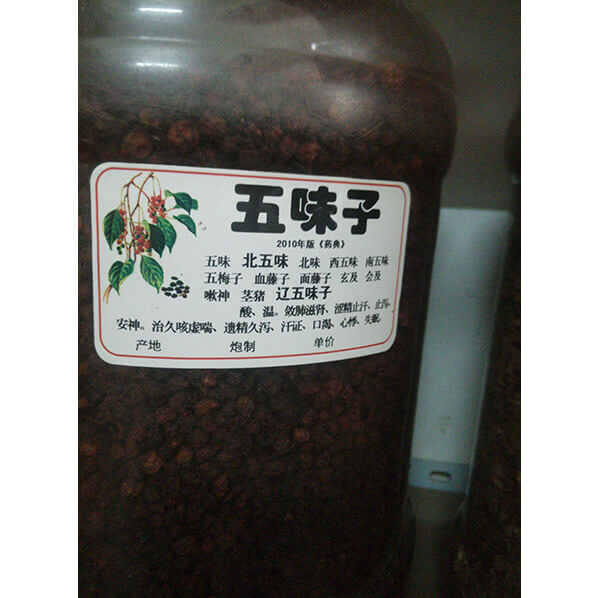 五味子
2010年版《药典》
五味 北五味 北味 西五味 南五味
五梅子 血藤子 面藤子 玄及 会及
嗽神 茎猪 辽五味子
酸、温。敛肺滋肾、涩精止汗、止泻、
安神。治久咳虚喘、遗精久泻、汗证、口渴、心悸、失眠。
产地 炮制 单价